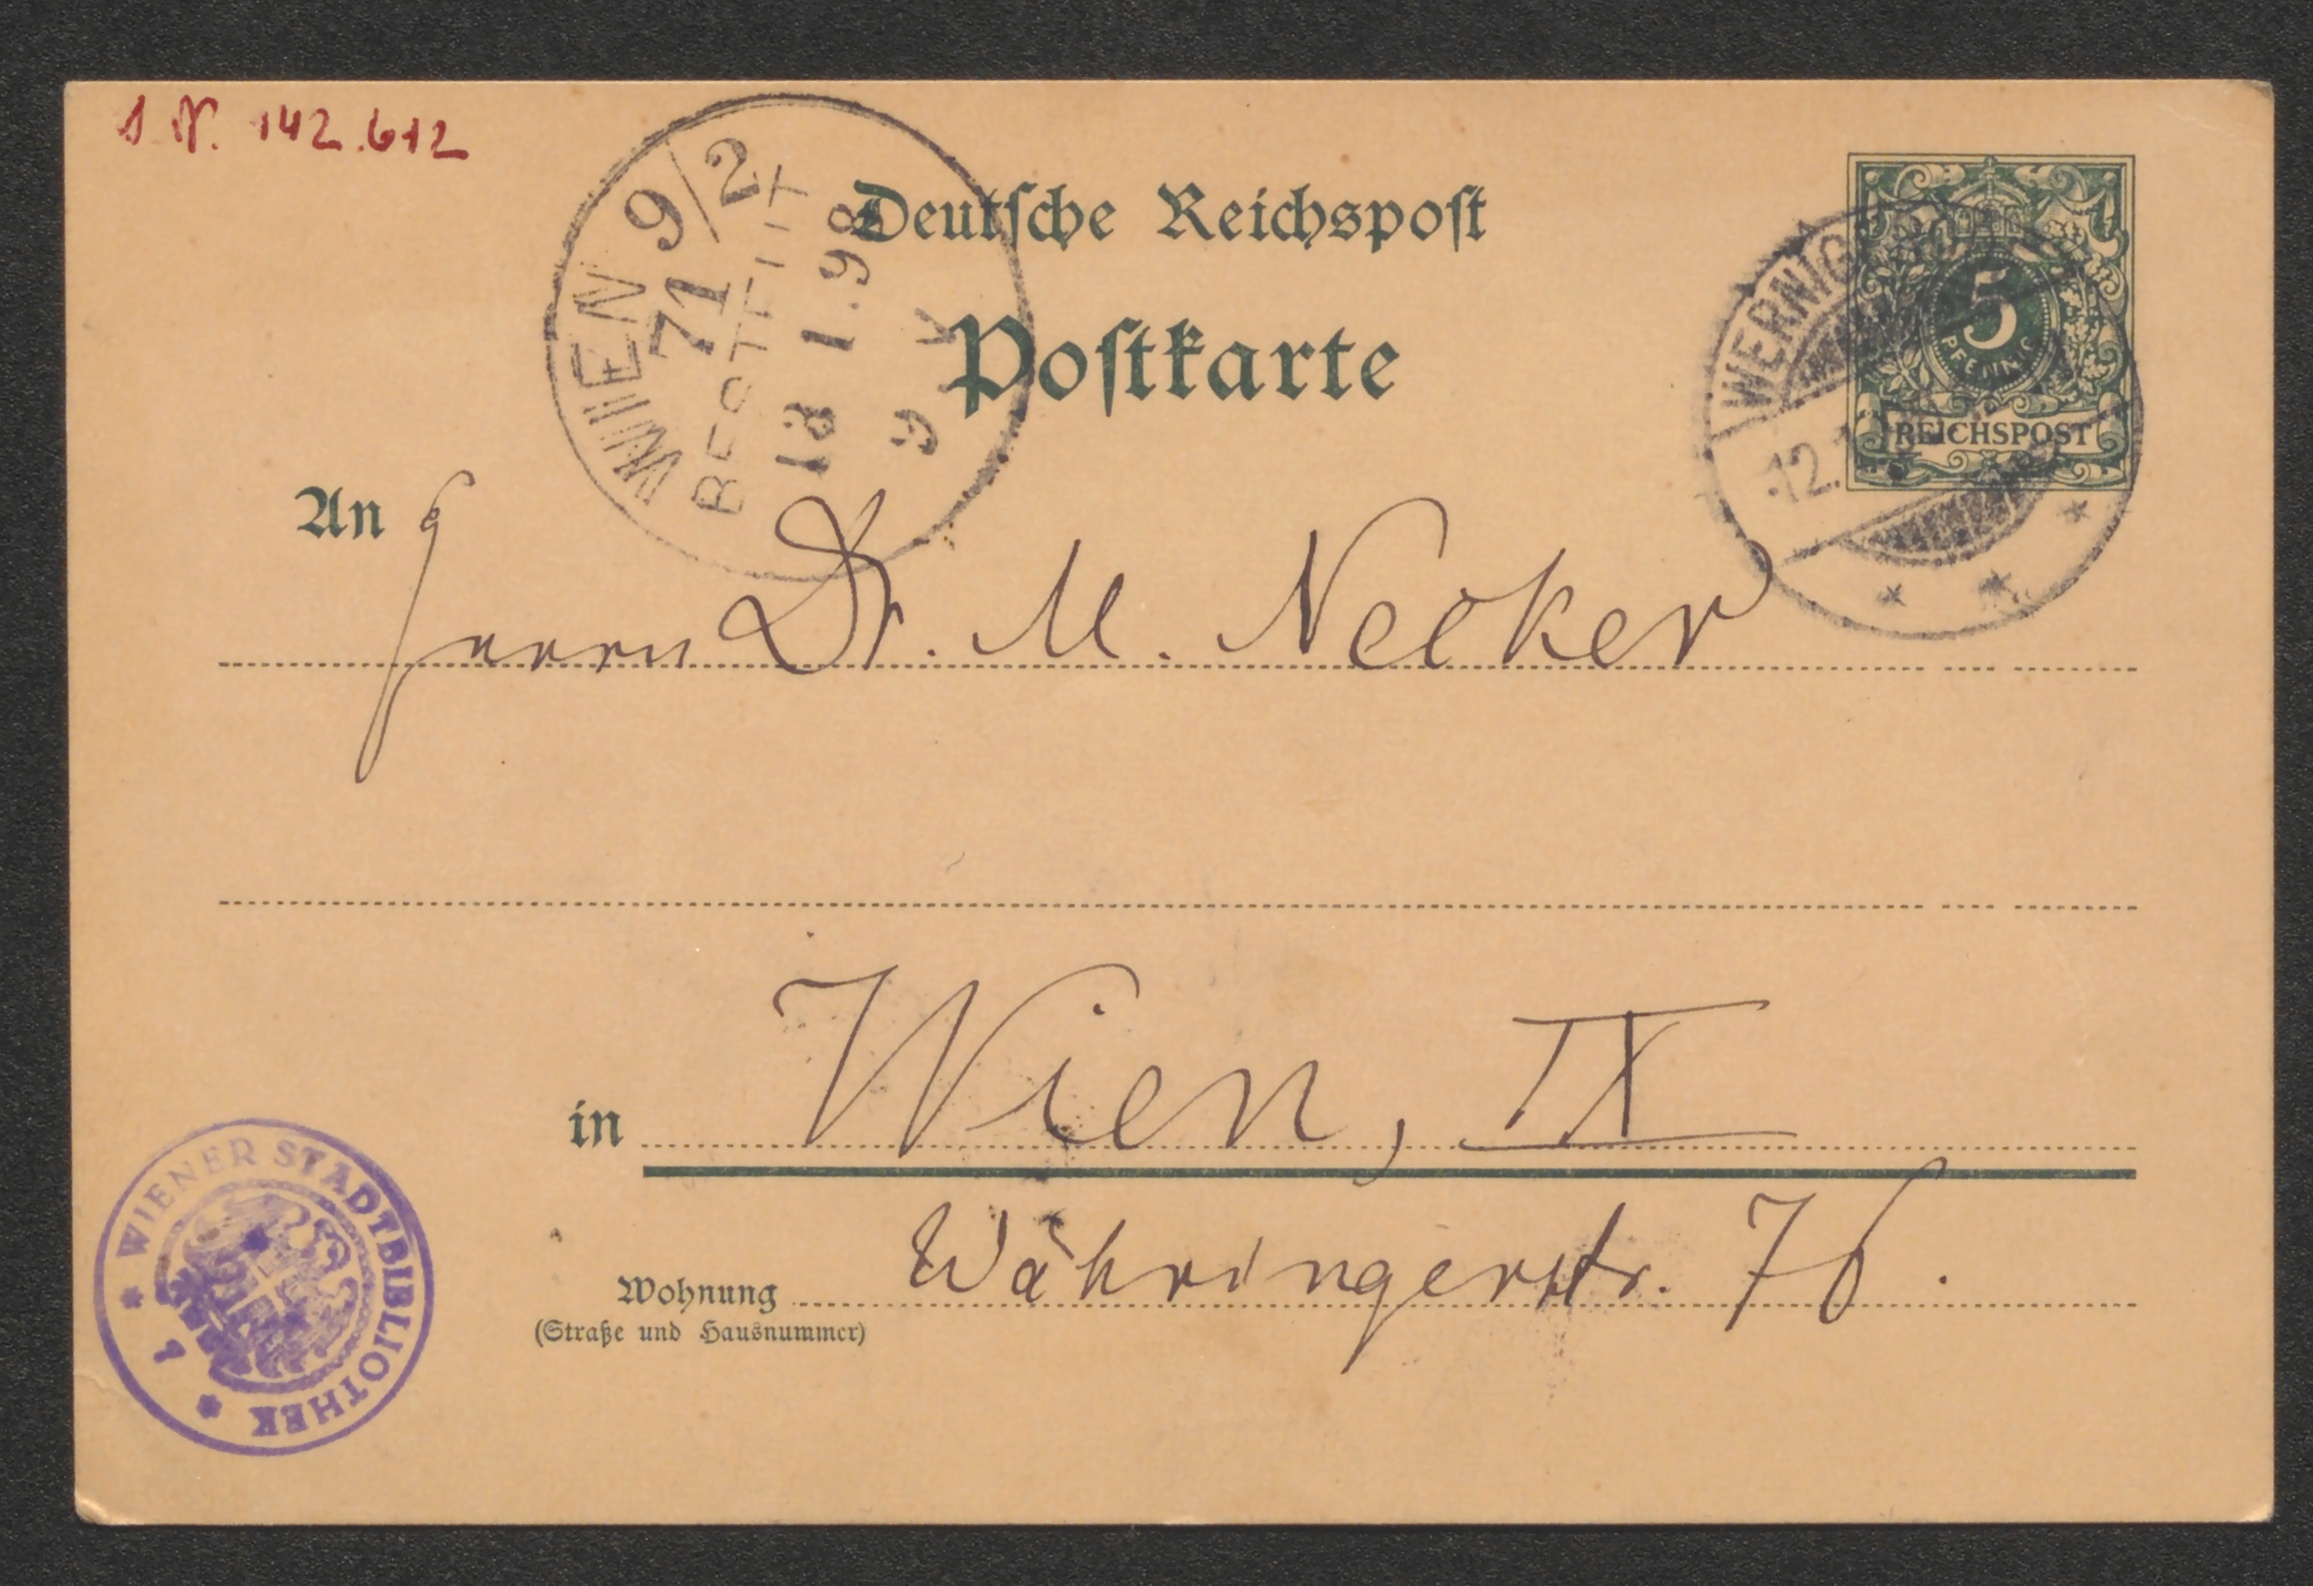 J. N. 142.612
WIEN 9/2
71
BESTELLT
18 1.98
9 V
Deutsche Reichspost
Postkarte
WERNIG
12.
5
PFENNIG
REICHSPOST
An
Herrn Dr. M. Necker
in Wien, IX
Wohnung Währingerstr. 76.
(Straße und Hausnummer)
WIENER STADTBIBLIOTHEK
1